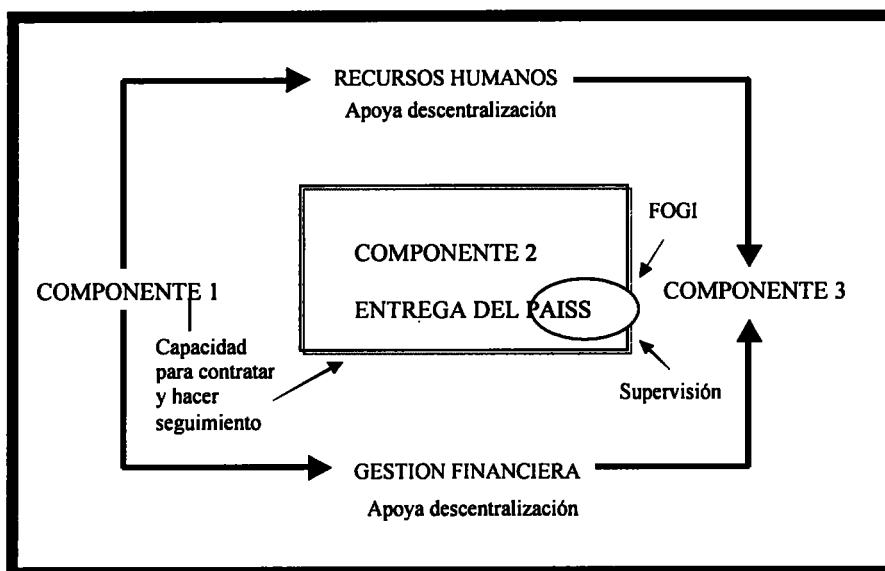 RECURSOS HUMANOS
Apoya descentralización
FOGI
COMPONENTE 2
COMPONENTE 1
COMPONENTE 3
ENTREGA DEL PAISS
Capacidad
para contratar
y hacer
seguimiento
Supervisión
GESTION FINANCIERA
Apoya descentralización